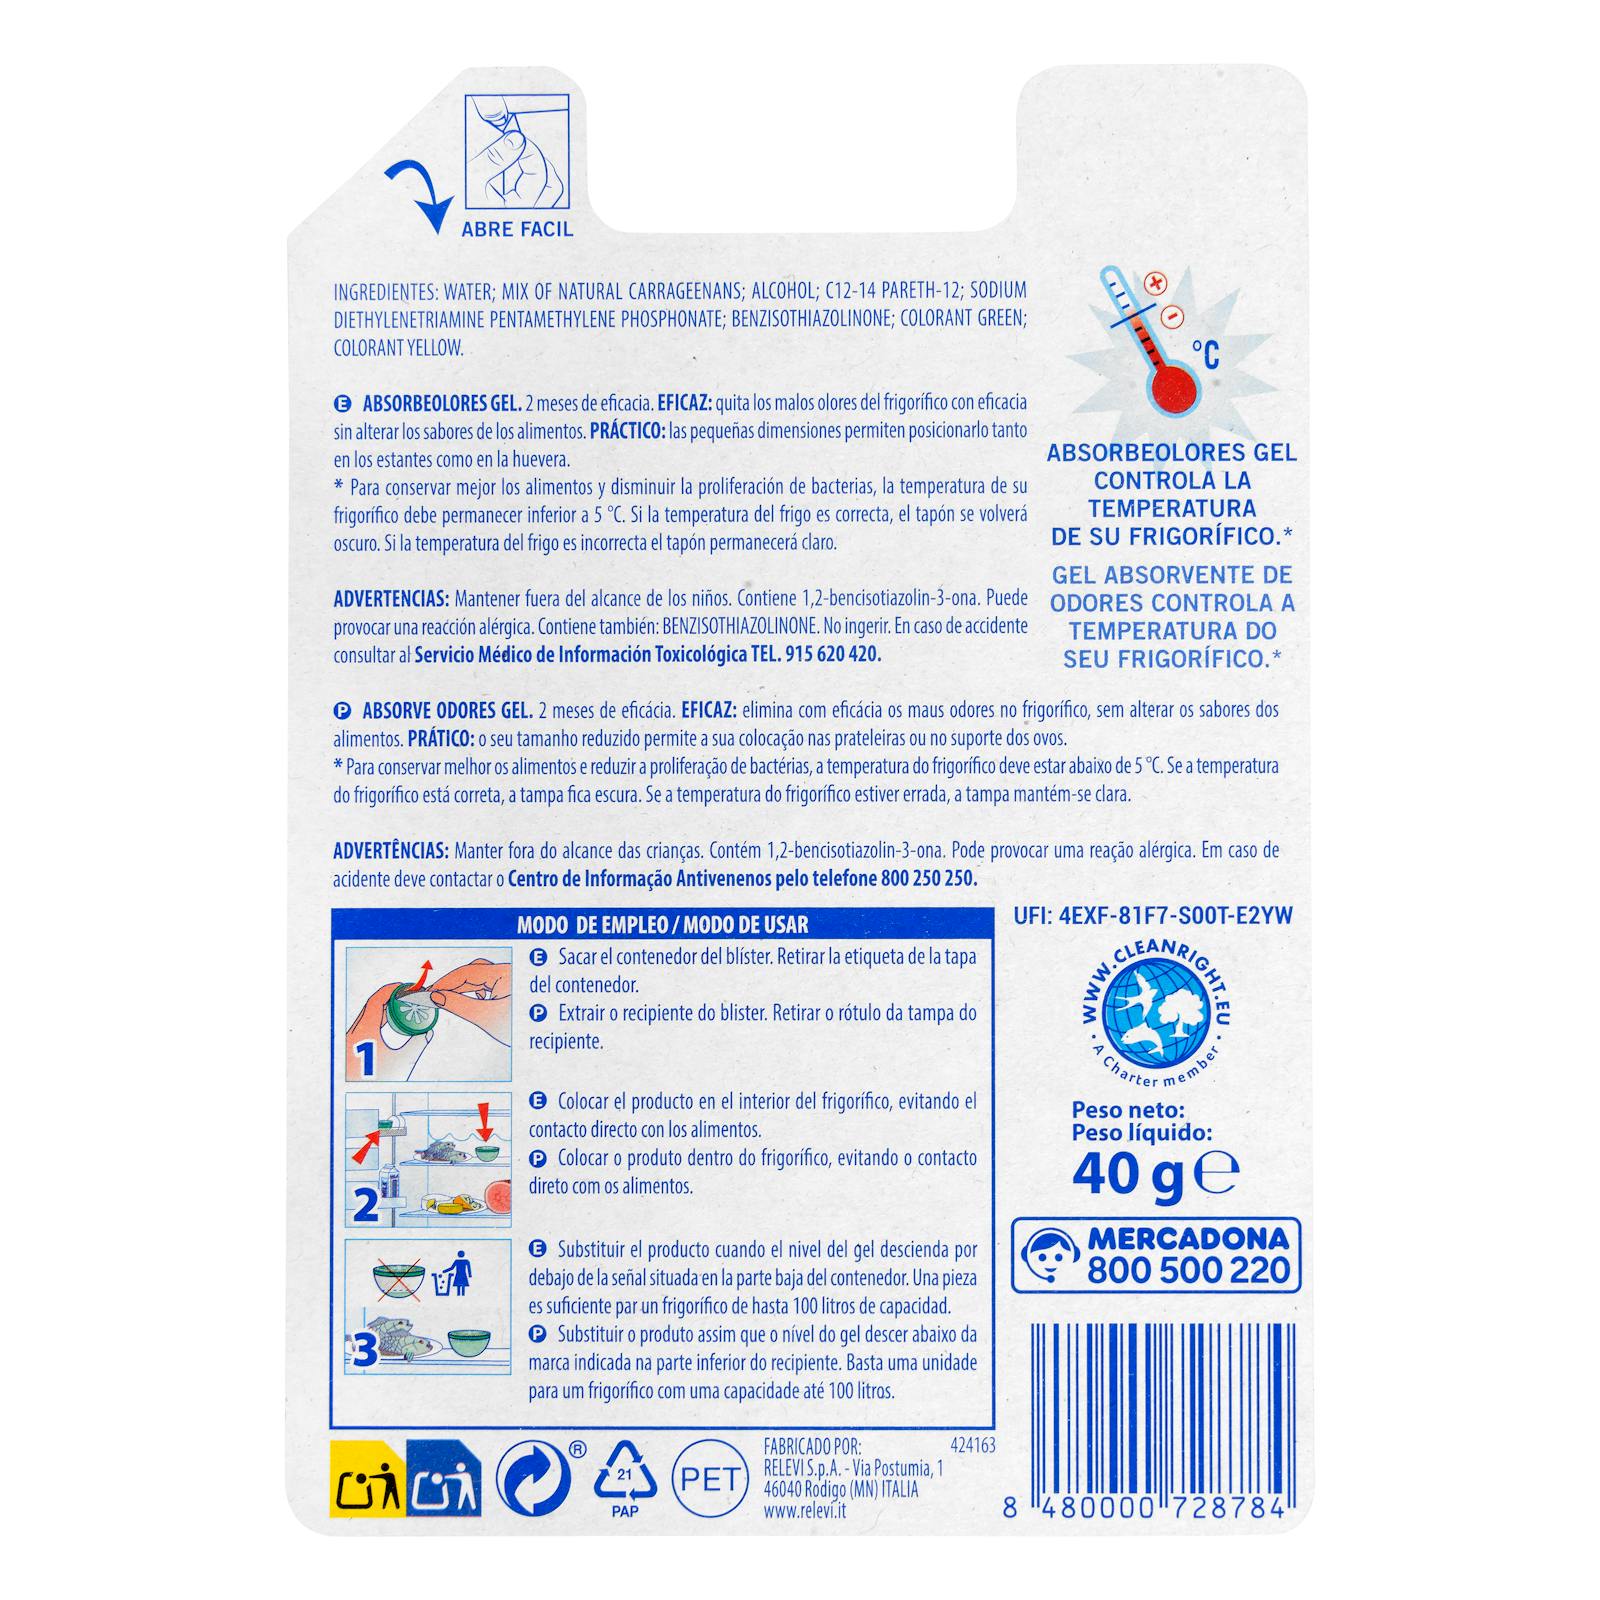 ABRE FACIL
INGREDIENTES: WATER; MIX OF NATURAL CARRAGEENANS; ALCOHOL; C12-14 PARETH-12; SODIUM
DIETHYLENETRIAMINE PENTAMETHYLENE PHOSPHONATE; BENZISOTHIAZOLINONE; COLORANT GREEN;
COLORANT YELLOW.
E ABSORBEOLORES GEL. 2 meses de eficacia. EFICAZ: quita los malos olores del frigorífico con eficacia
sin alterar los sabores de los alimentos. PRÁCTICO: las pequeñas dimensiones permiten posicionarlo tanto
en los estantes como en la huevera.
* Para conservar mejor los alimentos y disminuir la proliferación de bacterias, la temperatura de su
frigorífico debe permanecer inferior a 5 °C. Si la temperatura del frigo es correcta, el tapón se volverá
oscuro. Si la temperatura del frigo es incorrecta el tapón permanecerá claro.
ADVERTENCIAS: Mantener fuera del alcance de los niños. Contiene 1,2-bencisotiazolin-3-ona. Puede
provocar una reacción alérgica. Contiene también: BENZISOTHIAZOLINONE. No ingerir. En caso de accidente
consultar al Servicio Médico de Información Toxicológica TEL. 915 620 420.
+
-
°C
ABSORBEOLORES GEL
CONTROLA LA
TEMPERATURA
DE SU FRIGORÍFICO.*
GEL ABSORVENTE DE
ODORES CONTROLA A
TEMPERATURA DO
SEU FRIGORÍFICO.*
P ABSORVE ODORES GEL. 2 meses de eficácia. EFICAZ: elimina com eficácia os maus odores no frigorífico, sem alterar os sabores dos
alimentos. PRÁTICO: o seu tamanho reduzido permite a sua colocação nas prateleiras ou no suporte dos ovos.
* Para conservar melhor os alimentos e reduzir a proliferação de bactérias, a temperatura do frigorífico deve estar abaixo de 5 °C. Se a temperatura
do frigorífico está correta, a tampa fica escura. Se a temperatura do frigorífico estiver errada, a tampa mantém-se clara.
ADVERTÊNCIAS: Manter fora do alcance das crianças. Contém 1,2-bencisotiazolin-3-ona. Pode provocar uma reação alérgica. Em caso de
acidente deve contactar o Centro de Informação Antivenenos pelo telefone 800 250 250.
MODO DE EMPLEO / MODO DE USAR
1
E Sacar el contenedor del blíster. Retirar la etiqueta de la tapa
del contenedor.
P Extrair o recipiente do blister. Retirar o rótulo da tampa do
recipiente.
2
E Colocar el producto en el interior del frigorífico, evitando el
contacto directo con los alimentos.
P Colocar o produto dentro do frigorífico, evitando o contacto
direto com os alimentos.
3
E Substituir el producto cuando el nivel del gel descienda por
debajo de la señal situada en la parte baja del contenedor. Una pieza
es suficiente par un frigorífico de hasta 100 litros de capacidad.
P Substituir o produto assim que o nível do gel descer abaixo da
marca indicada na parte inferior do recipiente. Basta uma unidade
para um frigorífico com uma capacidade até 100 litros.
UFI: 4EXF-81F7-S00T-E2YW
WWW.CLEANRIGHT.EU
• A Charter member •
Peso neto:
Peso líquido:
40 g ℮
MERCADONA
800 500 220
®
21
PAP
PET
FABRICADO POR: 424163
RELEVI S.p.A. - Via Postumia, 1
46040 Rodigo (MN) ITALIA
www.relevi.it
8 480000 728784